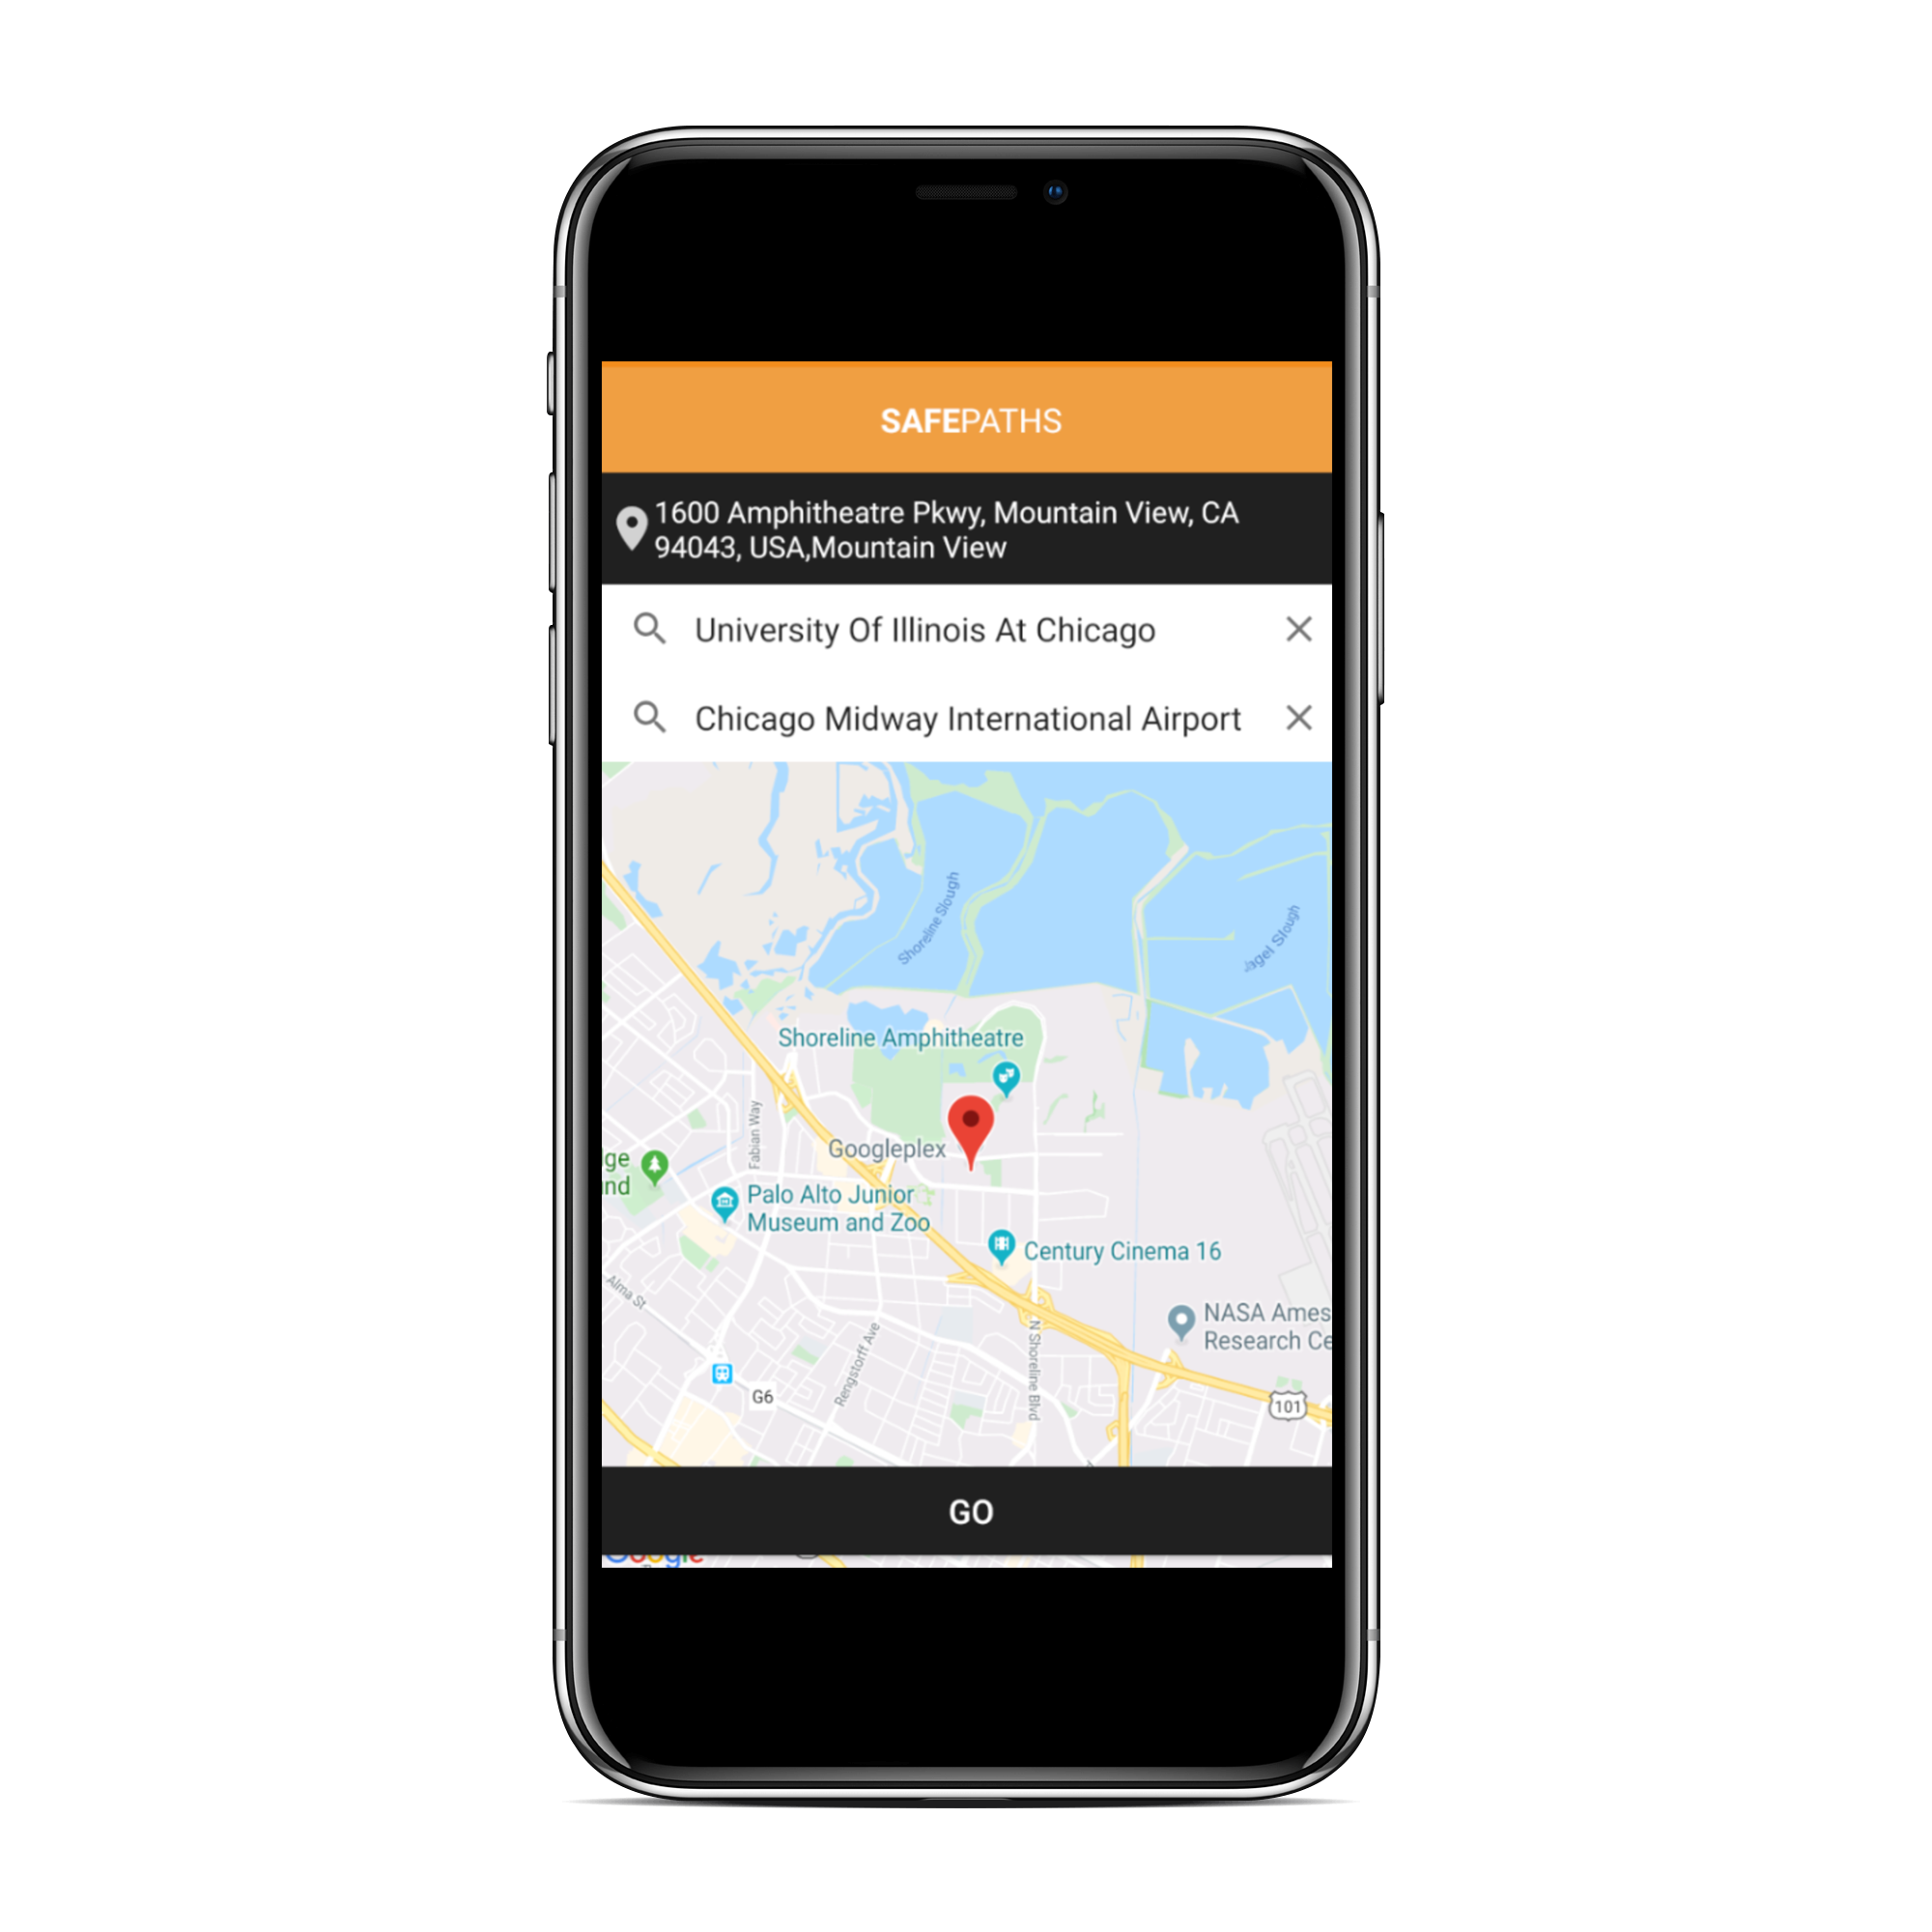 SAFEPATHS
1600 Amphitheatre Pkwy, Mountain View, CA
94043, USA,Mountain View
University Of Illinois At Chicago
Chicago Midway International Airport
Shoreline Slough
Jagel Slough
Shoreline Amphitheatre
Fabian Way
Googleplex
ge
nd
Palo Alto Junior
Museum and Zoo
Century Cinema 16
Alma St
NASA Ames
Research Ce
Rengstorff Ave
N Shoreline Blvd
G6
101
GO
Google